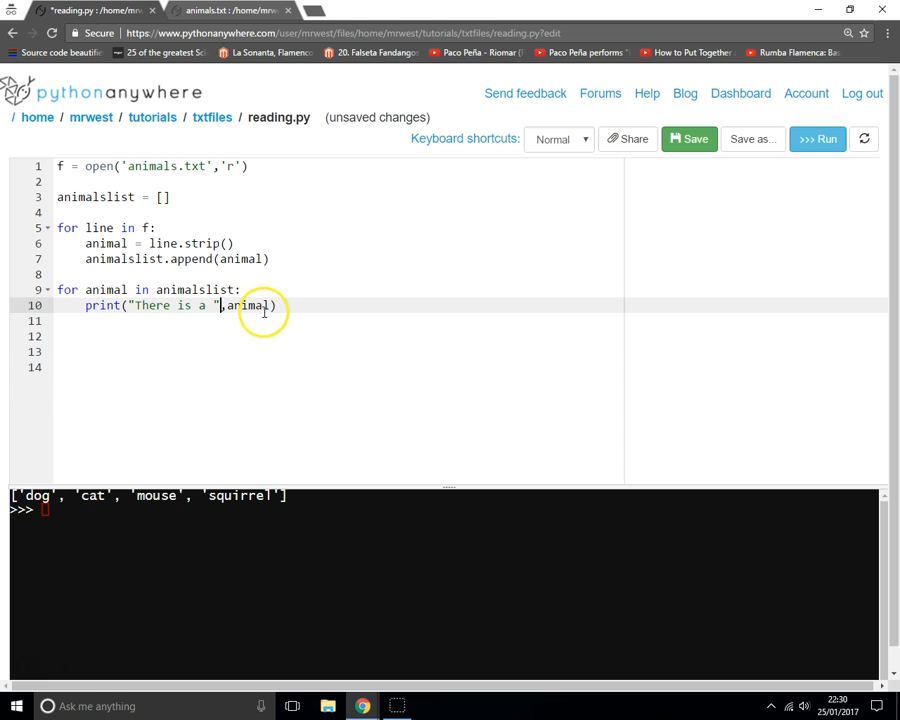 *reading.py : /home/mrw
animals.txt : /home/mrw
Secure https://www.pythonanywhere.com/user/mrwest/files/home/mrwest/tutorials/txtfiles/reading.py?edit
Source code beautifie 25 of the greatest Sci La Sonanta, Flamenco 20. Falseta Fandangos Paco Peña - Riomar ( Paco Peña performs " How to Put Together Rumba Flamenca: Bas
pythonanywhere
Send feedback Forums Help Blog Dashboard Account Log out
/ home / mrwest / tutorials / txtfiles / reading.py (unsaved changes)
Keyboard shortcuts: Normal Share Save Save as... >>> Run
1 f = open('animals.txt','r')
2
3 animalslist = []
4
5 for line in f:
6 animal = line.strip()
7 animalslist.append(animal)
8
9 for animal in animalslist:
10 print("There is a ",animal)
11
12
13
14
['dog', 'cat', 'mouse', 'squirrel']
>>>
Ask me anything
22:30
25/01/2017